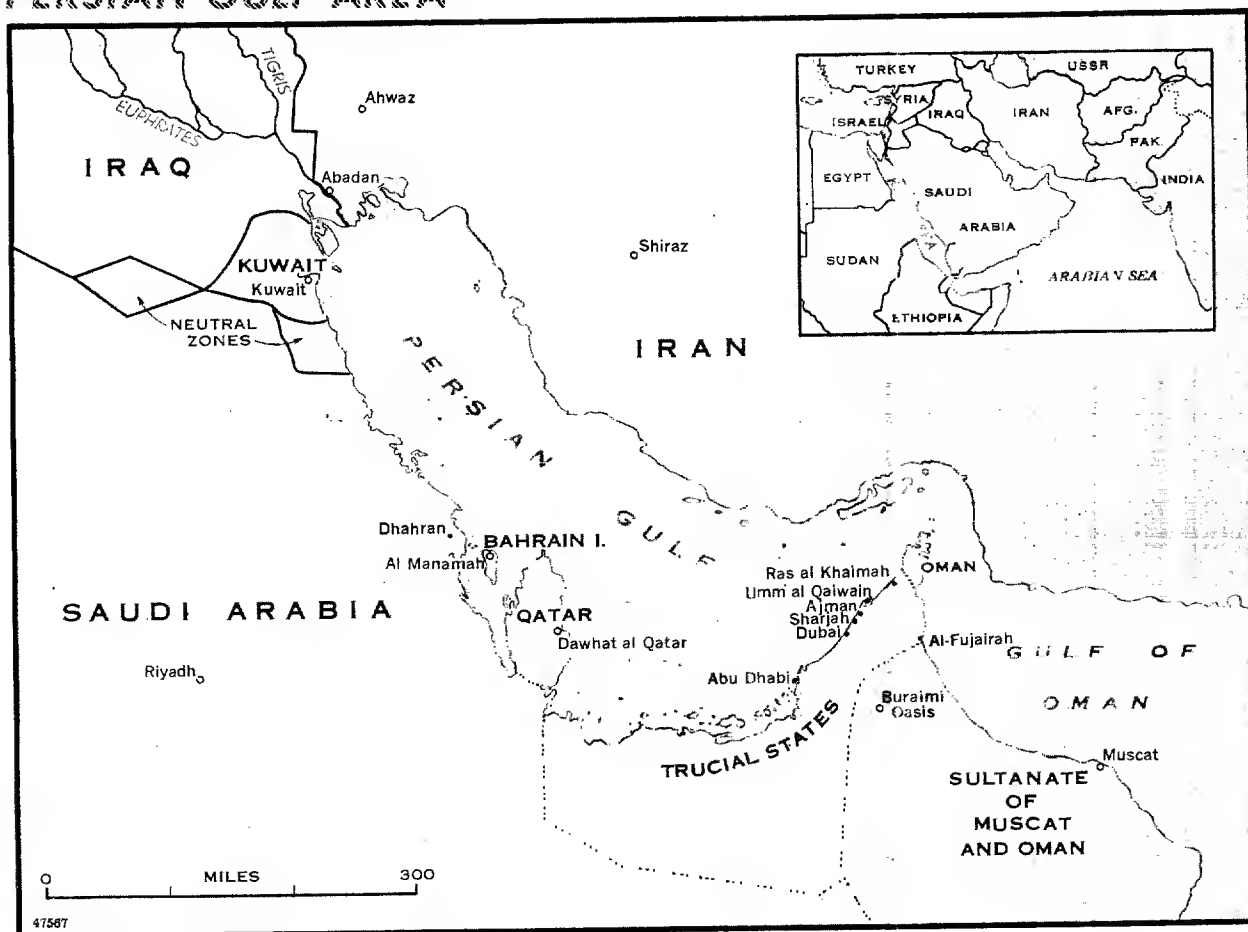 PERSIAN GULF AREA
TIGRIS
EUPHRATES
Ahwaz
IRAQ
Abadan
KUWAIT
Kuwait
NEUTRAL
ZONES
Shiraz
IRAN
PERSIAN GULF
TURKEY
USSR
SYRIA
ISRAEL
IRAQ
IRAN
AFG.
PAK.
EGYPT
SAUDI
ARABIA
INDIA
SUDAN
ARABIAN SEA
ETHIOPIA
Dhahran
BAHRAIN I.
Al Manamah
SAUDI ARABIA
QATAR
Dawhat al Qatar
Riyadh
Ras al Khaimah
OMAN
Umm al Qaiwain
Ajman
Sharjah
Dubai
Al-Fujairah
GULF OF
OMAN
Abu Dhabi
Buraimi
Oasis
TRUCIAL STATES
Muscat
SULTANATE
OF
MUSCAT
AND OMAN
0 MILES 300
47567